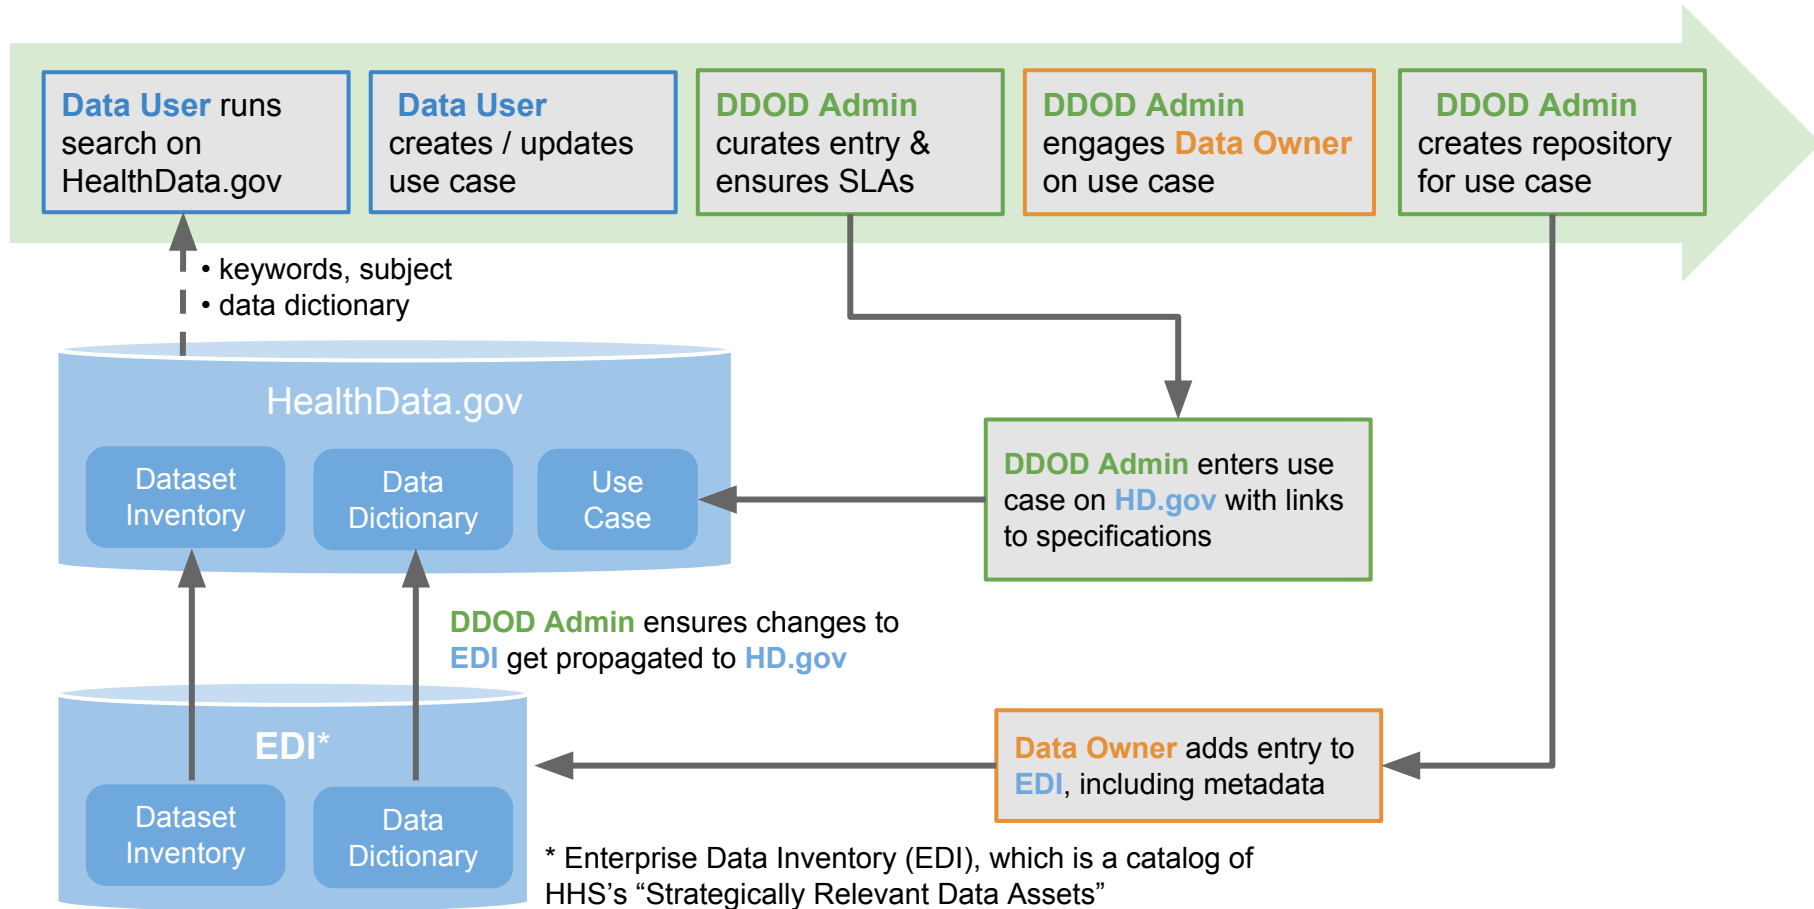 Data User runs
search on
HealthData.gov
Data User
creates / updates
use case
DDOD Admin
curates entry &
ensures SLAs
DDOD Admin
engages Data Owner
on use case
DDOD Admin
creates repository
for use case
• keywords, subject
• data dictionary
HealthData.gov
Dataset
Inventory
Data
Dictionary
Use
Case
DDOD Admin enters use
case on HD.gov with links
to specifications
DDOD Admin ensures changes to
EDI get propagated to HD.gov
EDI*
Dataset
Inventory
Data
Dictionary
Data Owner adds entry to
EDI, including metadata
* Enterprise Data Inventory (EDI), which is a catalog of
HHS’s “Strategically Relevant Data Assets”